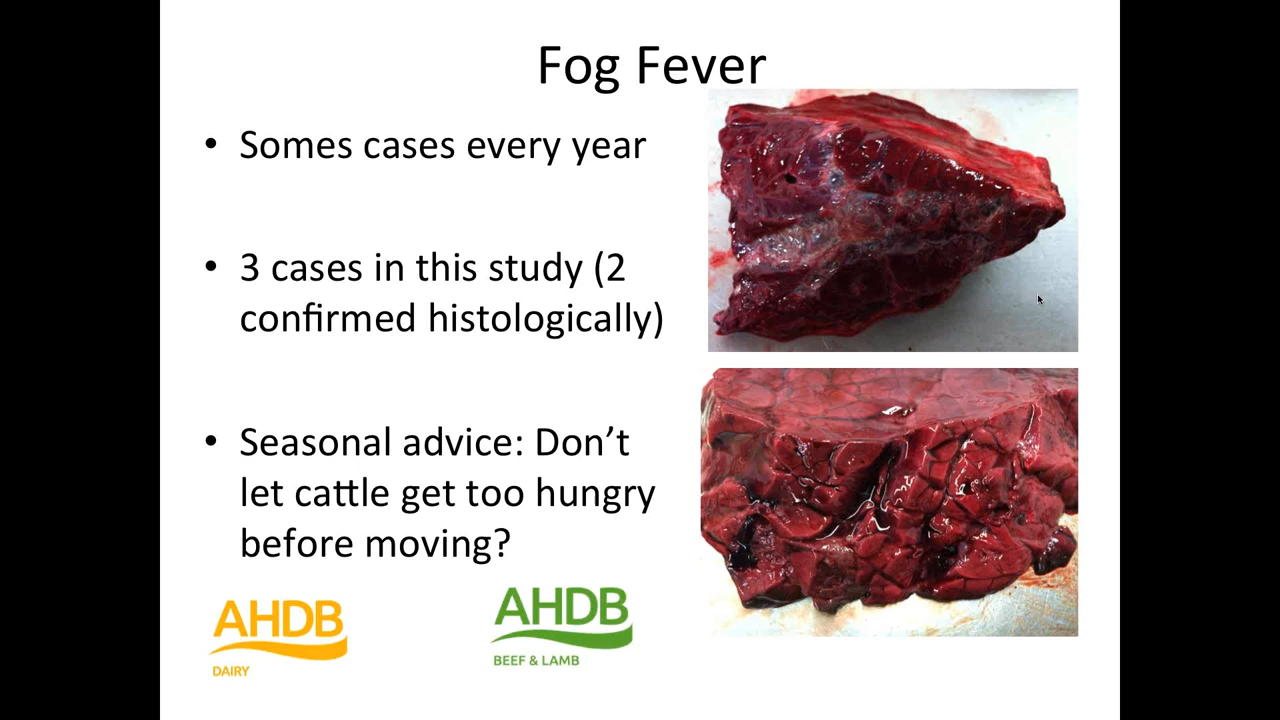 Fog Fever
• Somes cases every year
• 3 cases in this study (2
confirmed histologically)
• Seasonal advice: Don’t
let cattle get too hungry
before moving?
AHDB
DAIRY
AHDB
BEEF & LAMB